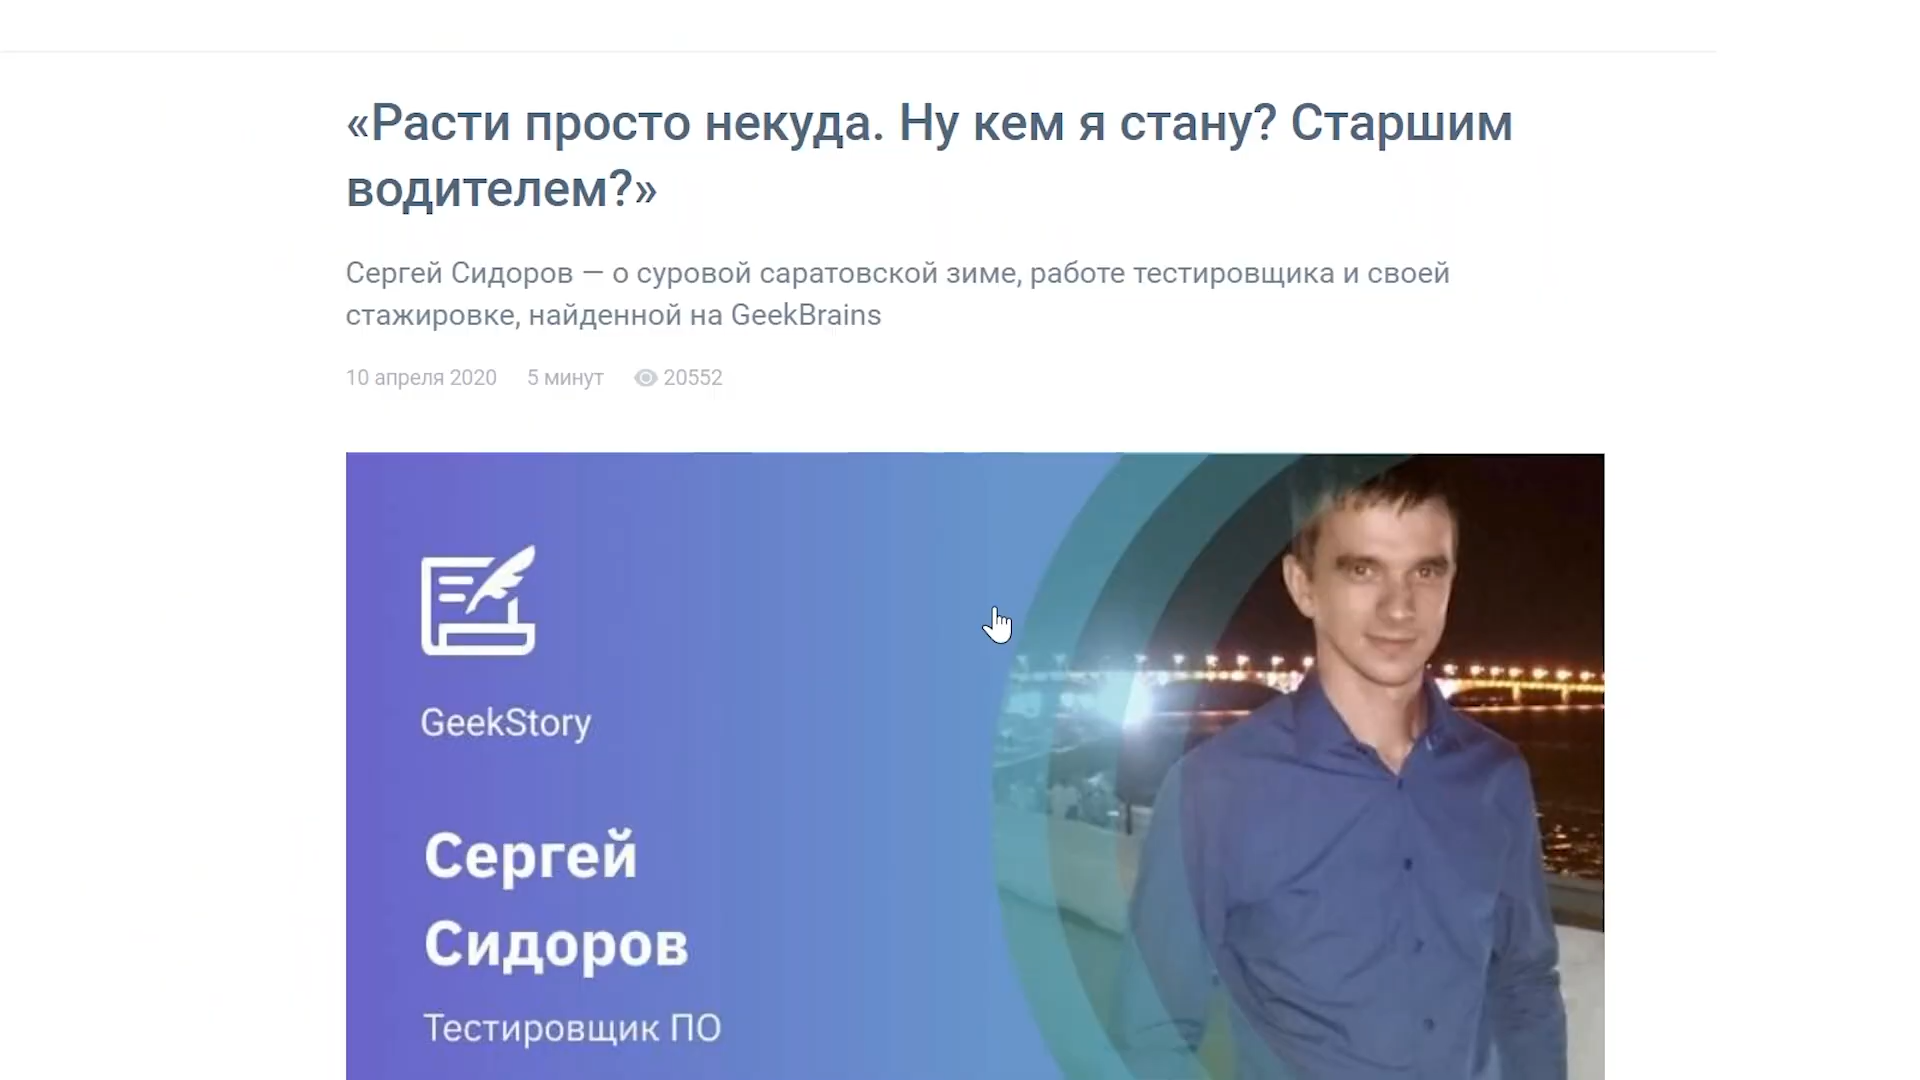 «Расти просто некуда. Ну кем я стану? Старшим
водителем?»
Сергей Сидоров — о суровой саратовской зиме, работе тестировщика и своей
стажировке, найденной на GeekBrains
10 апреля 2020 5 минут 20552
GeekStory
Сергей
Сидоров
Тестировщик ПО